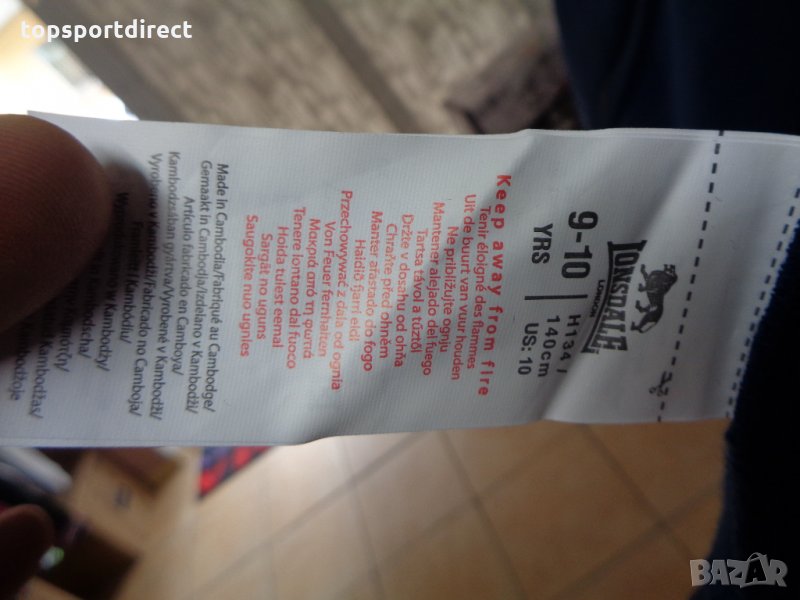 topsportdirect
LONSDALE
LONDON
9-10
YRS
H134 /
140cm
US: 10
Keep away from fire
Tenir éloigné des flammes
Uit de buurt van vuur houden
Ne približujte ognju
Mantener alejado del fuego
Tartsa távol a tűztől
Držte v dosahu od ohňa
Chraňte před ohněm
Manter afastado do fogo
Haldið fjarri eldi
Przechowywać z dala od ognia
Von Feuer fernhalten
Μακριά από τη φωτιά
Tenere lontano dal fuoco
Hoida tulest eemal
Sargāt no uguns
Saugokite nuo ugnies
Made in Cambodia/Fabriqué au Cambodge/
Gemaakt in Cambodja/Izdelano v Kambodži/
Artículo fabricado en Camboya/
Kambodzsában gyártva/Vyrobené v Kambodži/
Vyrobeno v Kambodži/Fabricado no Camboja/
BAZAR